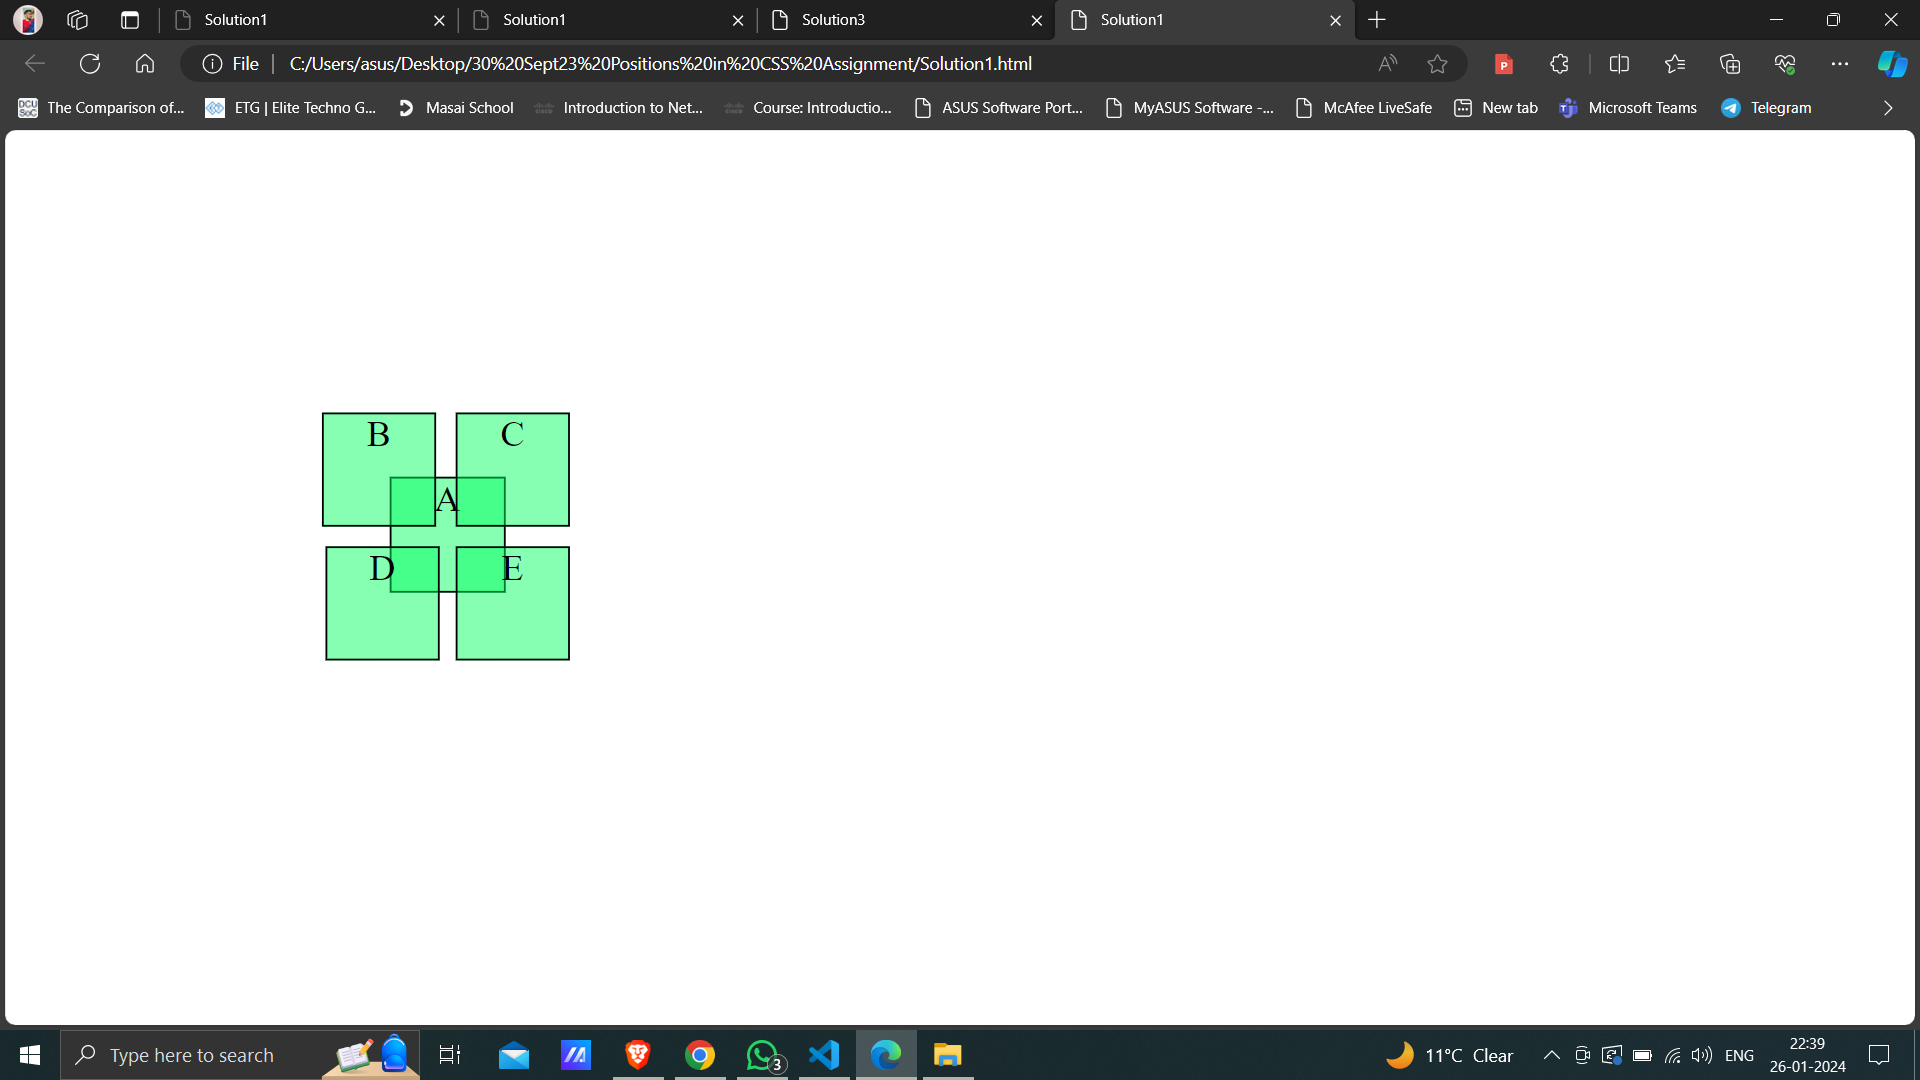 Solution1 Solution1 Solution3 Solution1
File C:/Users/asus/Desktop/30%20Sept23%20Positions%20in%20CSS%20Assignment/Solution1.html
DCU SoC The Comparison of... ETG | Elite Techno G... Masai School Introduction to Net... Course: Introductio... ASUS Software Port... MyASUS Software -... McAfee LiveSafe New tab Microsoft Teams Telegram
B C
A
D E
Type here to search 3 11°C Clear ENG 22:39
26-01-2024